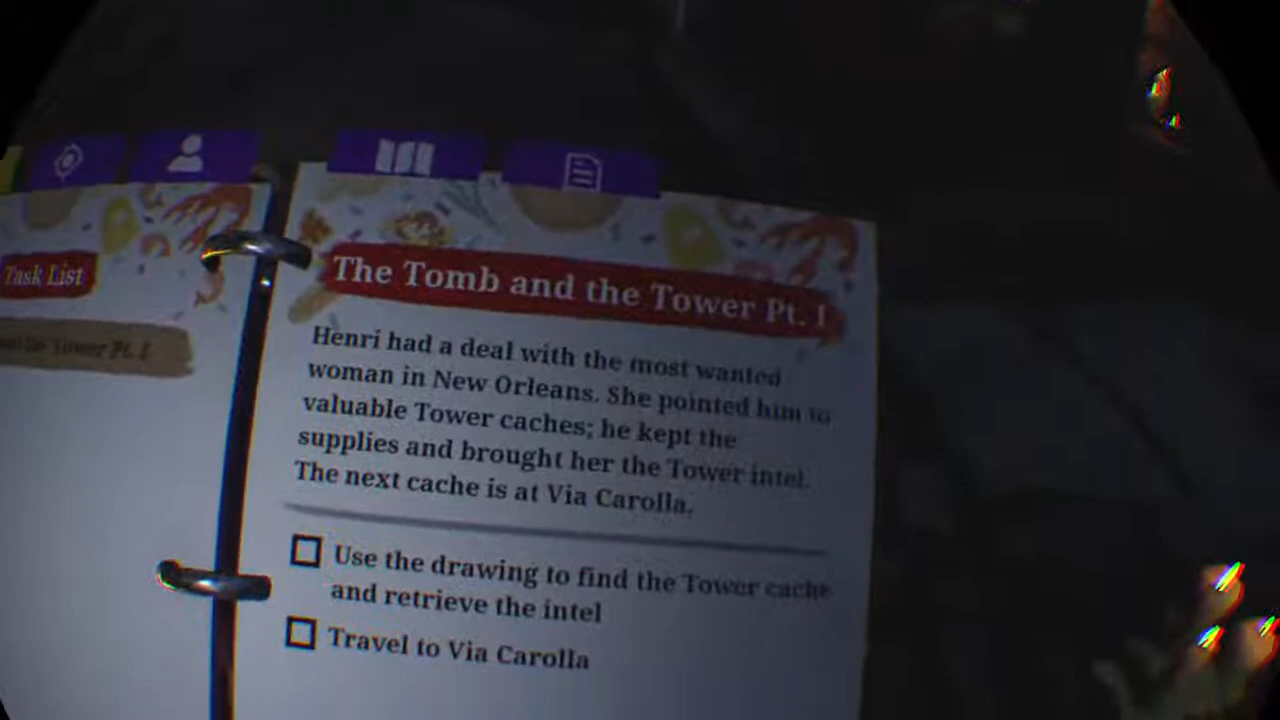 Task List
Tower Pt. I
The Tomb and the Tower Pt. I
Henri had a deal with the most wanted
woman in New Orleans. She pointed him to
valuable Tower caches; he kept the
supplies and brought her the Tower intel.
The next cache is at Via Carolla.
Use the drawing to find the Tower cache
and retrieve the intel
Travel to Via Carolla